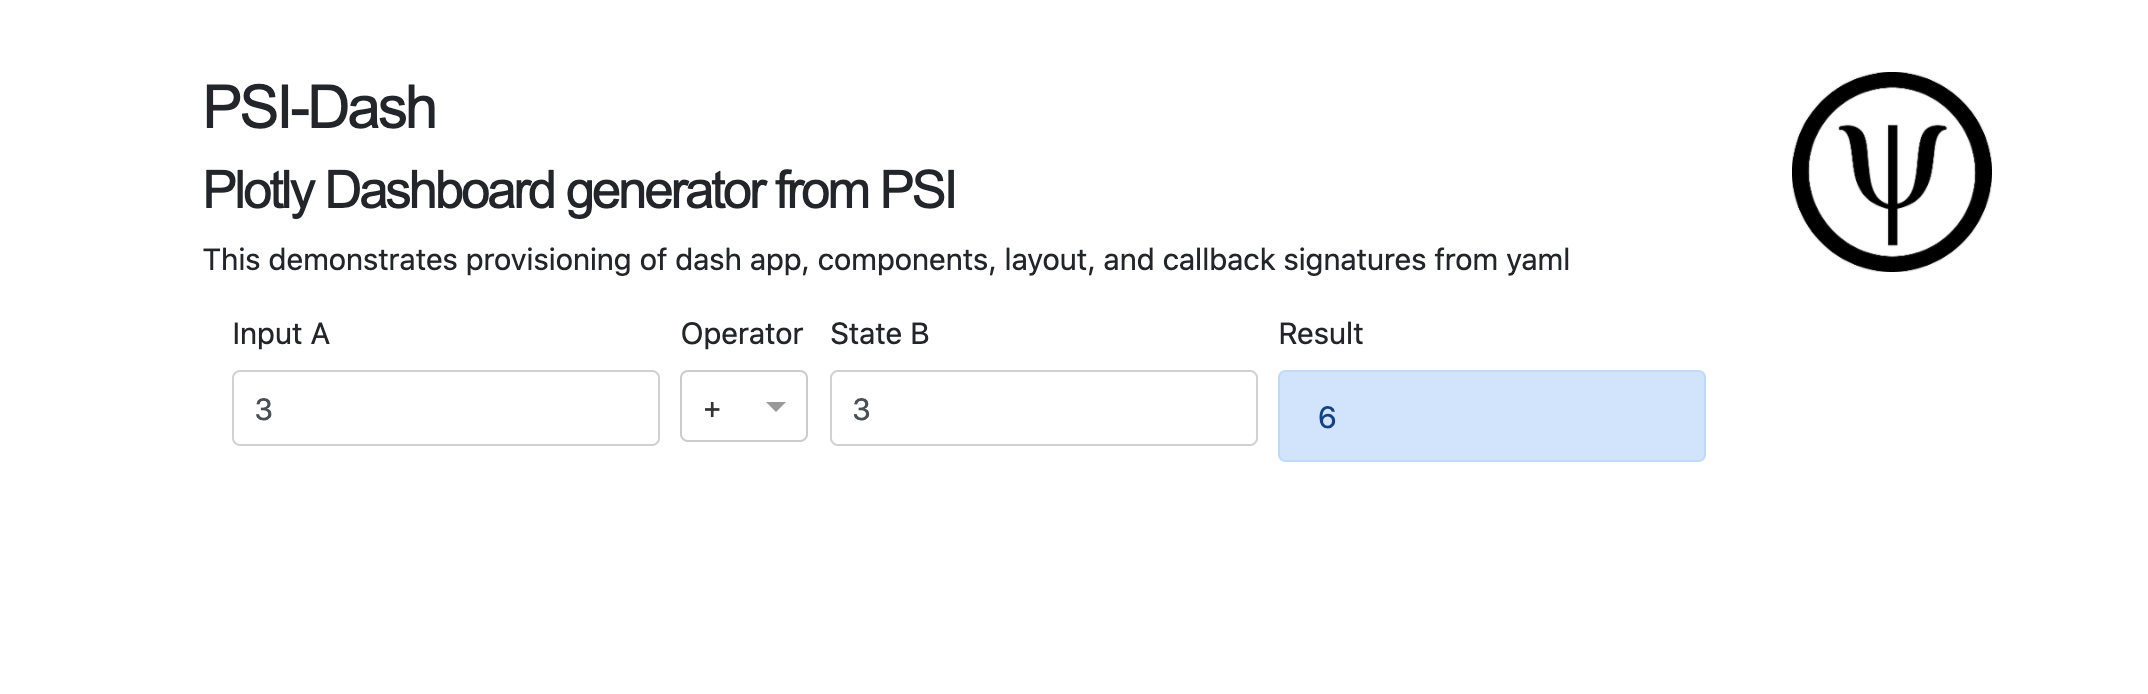 PSI-Dash
Plotly Dashboard generator from PSI
This demonstrates provisioning of dash app, components, layout, and callback signatures from yaml
Input A Operator State B Result
3 + 3 6
ψ